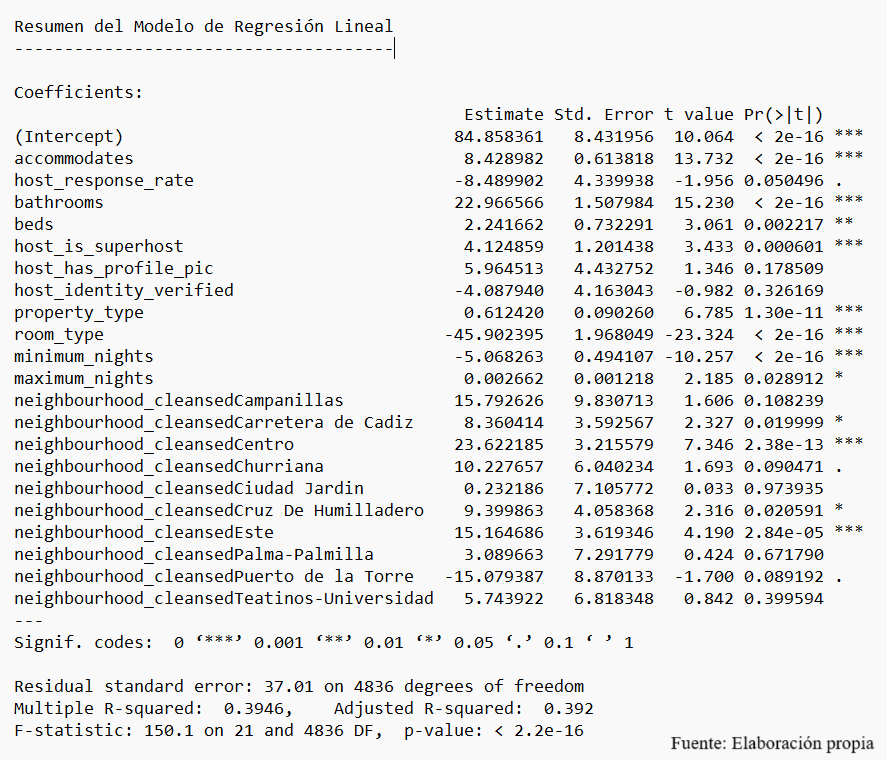 Resumen del Modelo de Regresión Lineal
---------------------------------------
Coefficients:
Estimate Std. Error t value Pr(>|t|)
(Intercept) 84.858361 8.431956 10.064 < 2e-16 ***
accommodates 8.428982 0.613818 13.732 < 2e-16 ***
host_response_rate -8.489902 4.339938 -1.956 0.050496 .
bathrooms 22.966566 1.507984 15.230 < 2e-16 ***
beds 2.241662 0.732291 3.061 0.002217 **
host_is_superhost 4.124859 1.201438 3.433 0.000601 ***
host_has_profile_pic 5.964513 4.432752 1.346 0.178509
host_identity_verified -4.087940 4.163043 -0.982 0.326169
property_type 0.612420 0.090260 6.785 1.30e-11 ***
room_type -45.902395 1.968049 -23.324 < 2e-16 ***
minimum_nights -5.068263 0.494107 -10.257 < 2e-16 ***
maximum_nights 0.002662 0.001218 2.185 0.028912 *
neighbourhood_cleansedCampanillas 15.792626 9.830713 1.606 0.108239
neighbourhood_cleansedCarretera de Cadiz 8.360414 3.592567 2.327 0.019999 *
neighbourhood_cleansedCentro 23.622185 3.215579 7.346 2.38e-13 ***
neighbourhood_cleansedChurriana 10.227657 6.040234 1.693 0.090471 .
neighbourhood_cleansedCiudad Jardin 0.232186 7.105772 0.033 0.973935
neighbourhood_cleansedCruz De Humilladero 9.399863 4.058368 2.316 0.020591 *
neighbourhood_cleansedEste 15.164686 3.619346 4.190 2.84e-05 ***
neighbourhood_cleansedPalma-Palmilla 3.089663 7.291779 0.424 0.671790
neighbourhood_cleansedPuerto de la Torre -15.079387 8.870133 -1.700 0.089192 .
neighbourhood_cleansedTeatinos-Universidad 5.743922 6.818348 0.842 0.399594
---
Signif. codes: 0 ‘***’ 0.001 ‘**’ 0.01 ‘*’ 0.05 ‘.’ 0.1 ‘ ’ 1
Residual standard error: 37.01 on 4836 degrees of freedom
Multiple R-squared: 0.3946, Adjusted R-squared: 0.392
F-statistic: 150.1 on 21 and 4836 DF, p-value: < 2.2e-16
Fuente: Elaboración propia